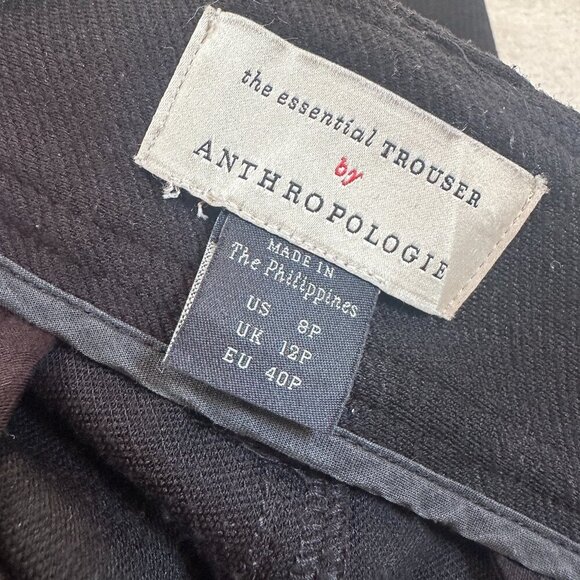 the essential TROUSER
by
ANTHROPOLOGIE
MADE IN
The Philippines
US 8P
UK 12P
EU 40P